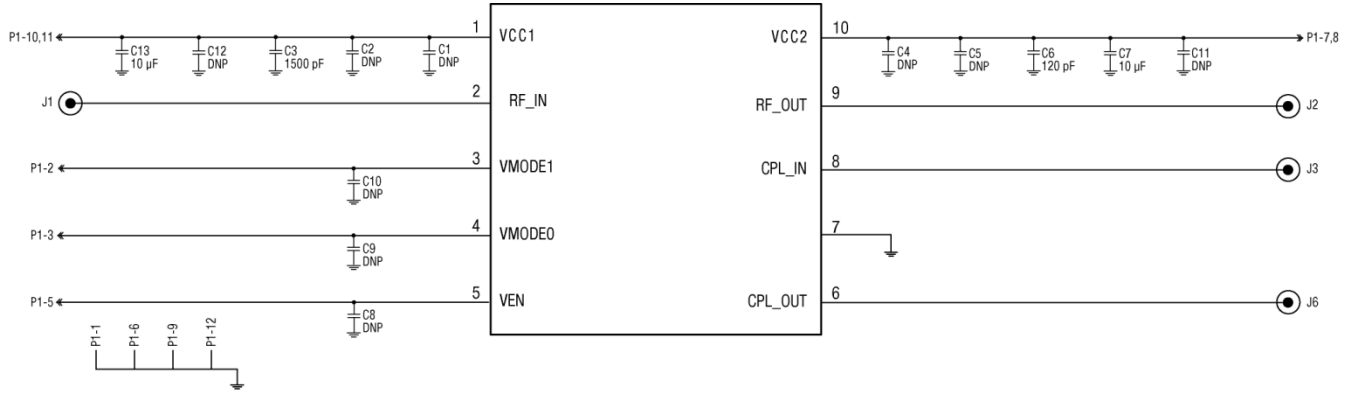 1 VCC1 VCC2 10
P1-10,11 P1-7,8
C13 C12 C3 C2 C1 C4 C5 C6 C7 C11
10 µF DNP 1500 pF DNP DNP DNP DNP 120 pF 10 µF DNP
J1 2 RF_IN RF_OUT 9 J2
P1-2 3 VMODE1 CPL_IN 8 J3
C10
DNP
P1-3 4 VMODE0 7
C9
DNP
P1-5 5 VEN CPL_OUT 6 J6
C8
DNP
P1-1 P1-6 P1-9 P1-12